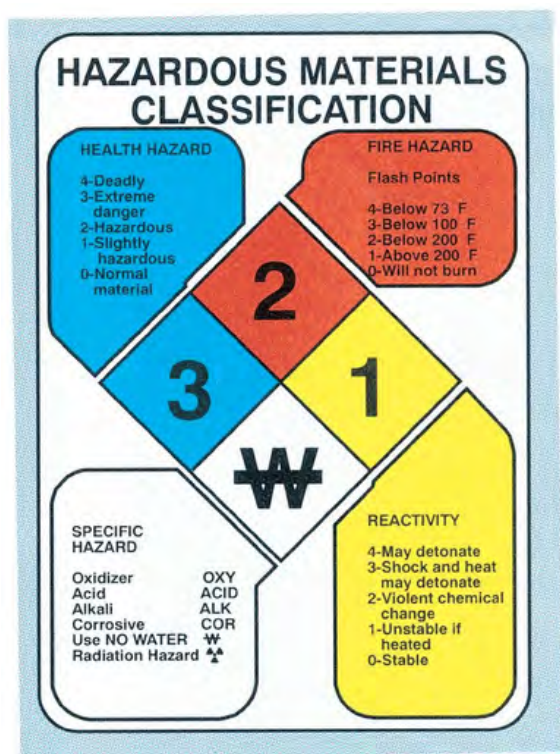 HAZARDOUS MATERIALS
CLASSIFICATION
HEALTH HAZARD
4-Deadly
3-Extreme
danger
2-Hazardous
1-Slightly
hazardous
0-Normal
material
FIRE HAZARD
Flash Points
4-Below 73 F
3-Below 100 F
2-Below 200 F
1-Above 200 F
0-Will not burn
2
3
1
W
SPECIFIC
HAZARD
Oxidizer OXY
Acid ACID
Alkali ALK
Corrosive COR
Use NO WATER W
Radiation Hazard
REACTIVITY
4-May detonate
3-Shock and heat
may detonate
2-Violent chemical
change
1-Unstable if
heated
0-Stable